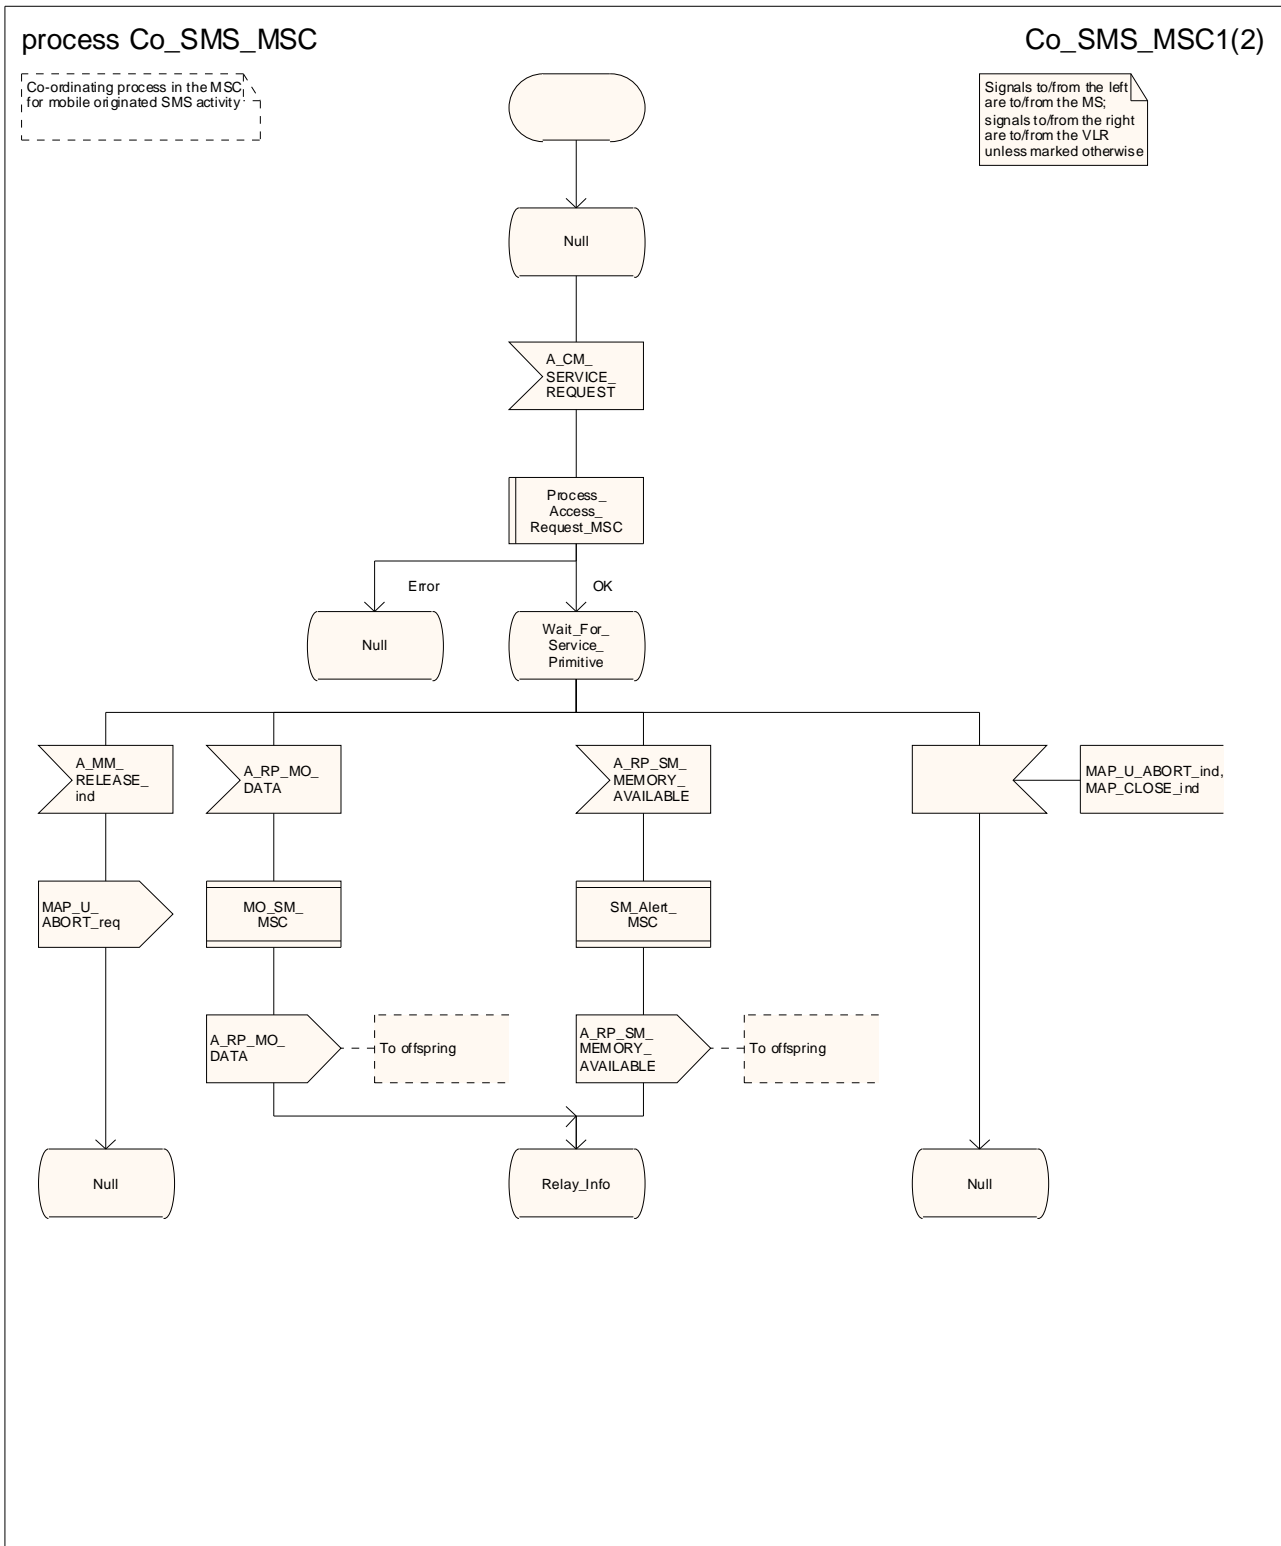 process Co_SMS_MSC
Co_SMS_MSC1(2)
Co-ordinating process in the MSC
for mobile originated SMS activity
Signals to/from the left
are to/from the MS;
signals to/from the right
are to/from the VLR
unless marked otherwise
Null
A_CM_
SERVICE_
REQUEST
Process_
Access_
Request_MSC
Error
OK
Null
Wait_For_
Service_
Primitive
A_MM_
RELEASE_
ind
A_RP_MO_
DATA
A_RP_SM_
MEMORY_
AVAILABLE
MAP_U_ABORT_ind,
MAP_CLOSE_ind
MAP_U_
ABORT_req
MO_SM_
MSC
SM_Alert_
MSC
A_RP_MO_
DATA
To offspring
A_RP_SM_
MEMORY_
AVAILABLE
To offspring
Null
Relay_Info
Null